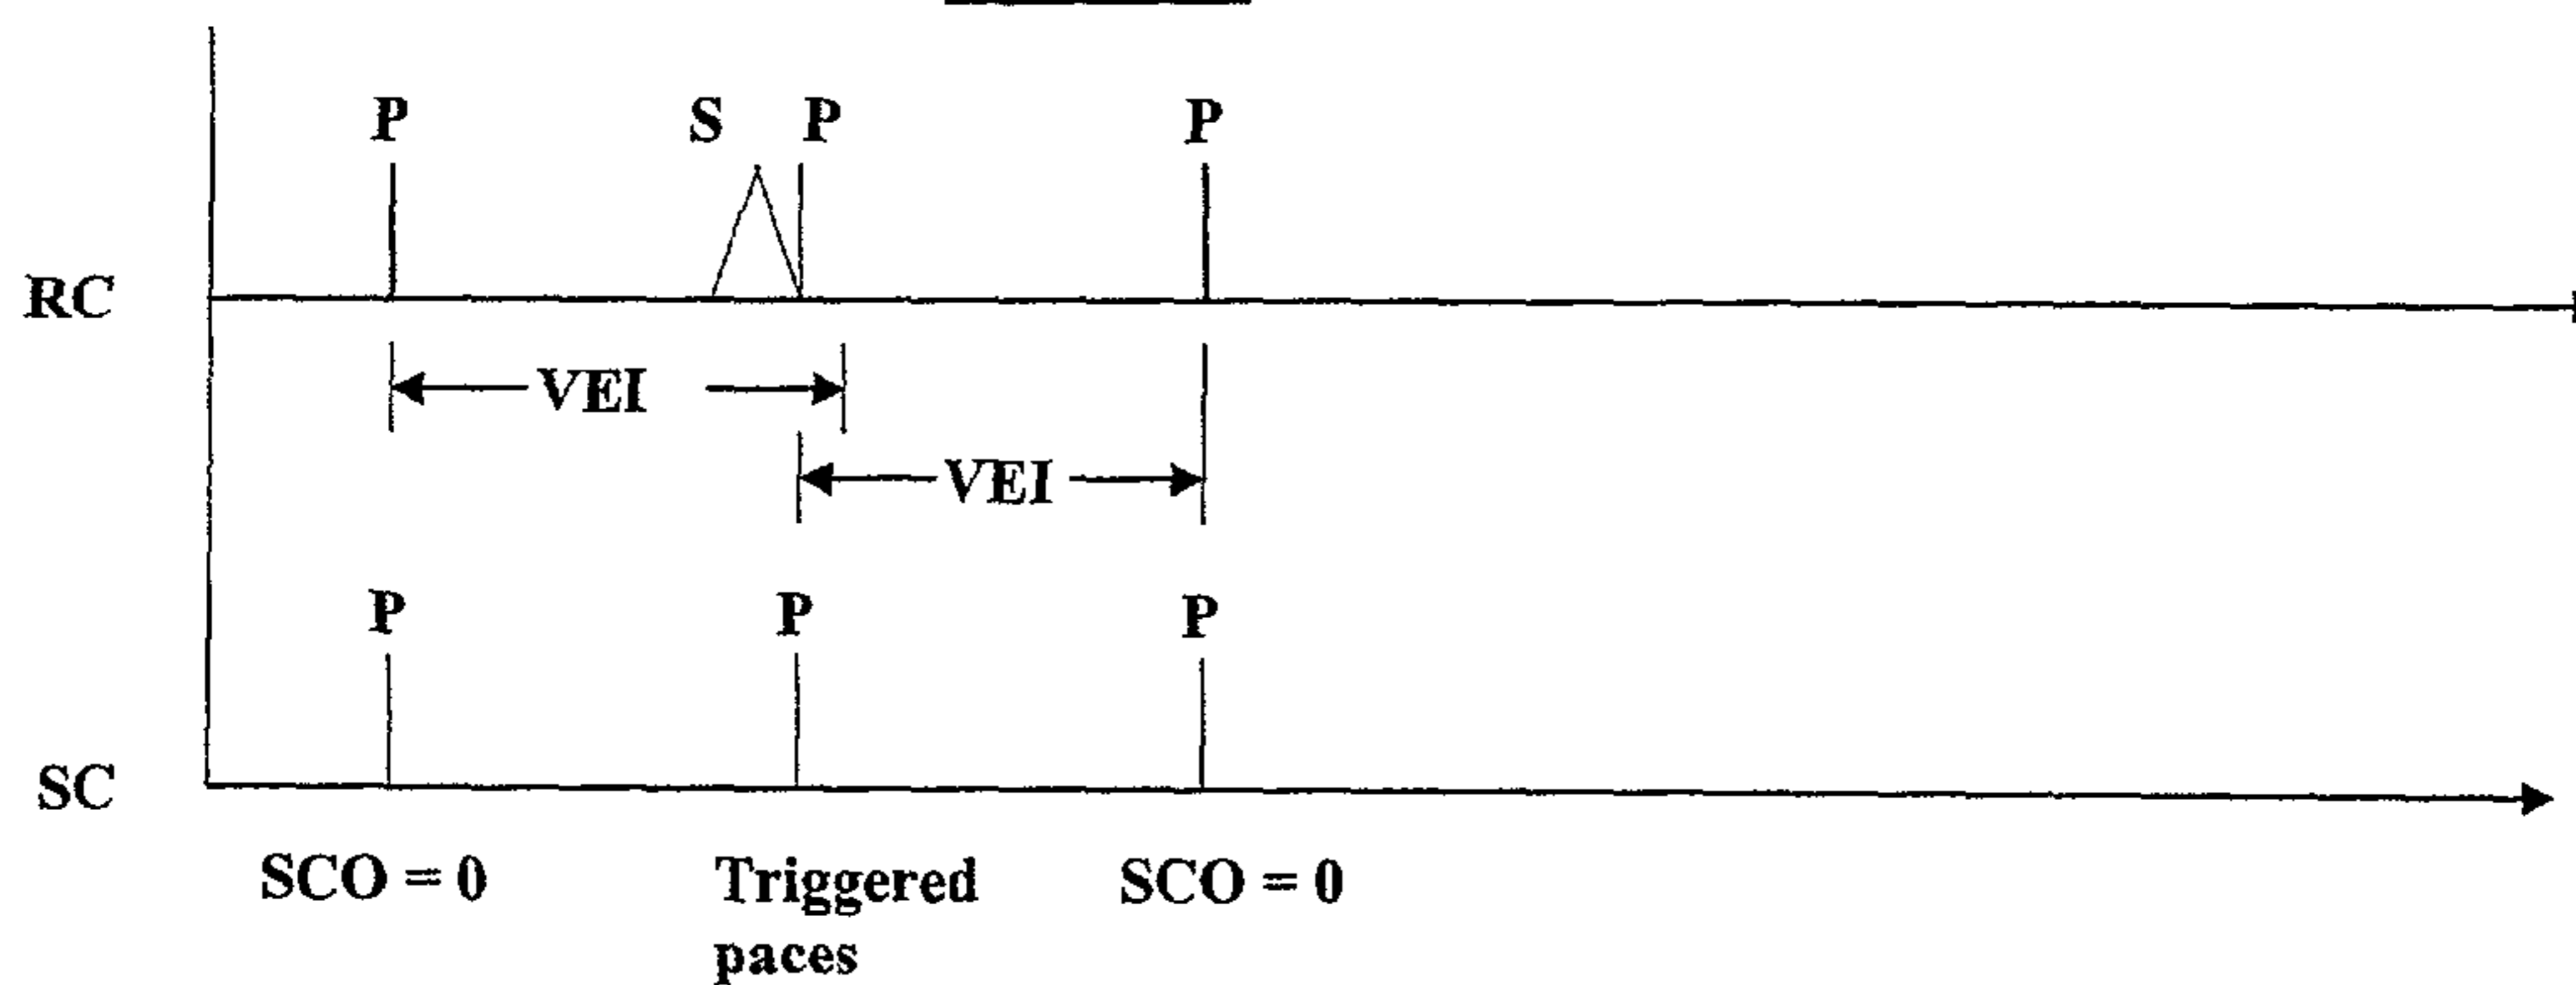 P S P P
RC
VEI
VEI
P P P
SC
SCO = 0 Triggered SCO = 0
paces